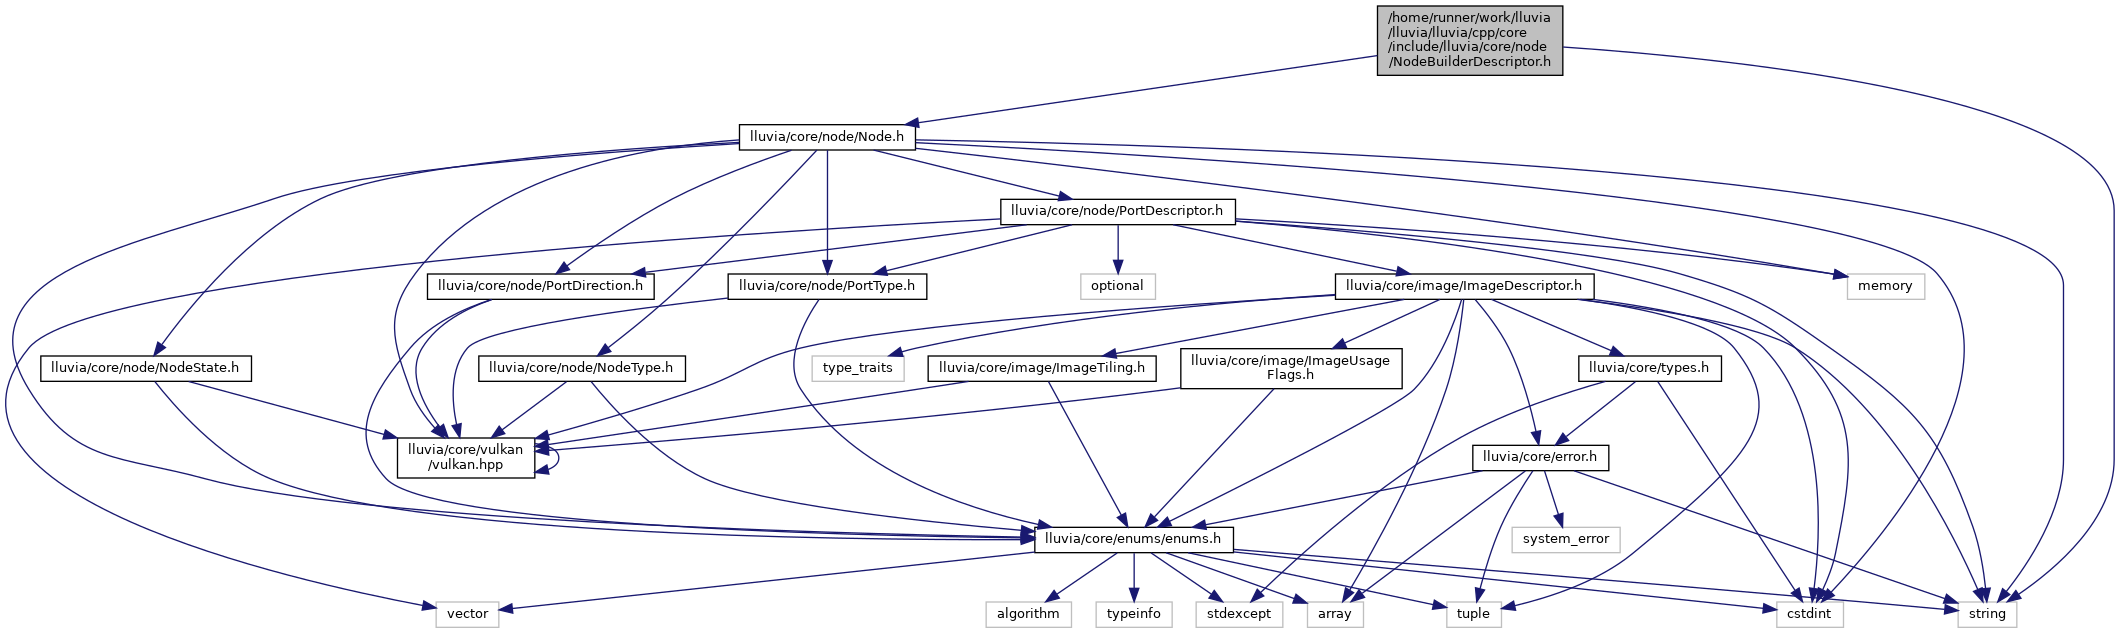 /home/runner/work/lluvia
/lluvia/lluvia/cpp/core
/include/lluvia/core/node
/NodeBuilderDescriptor.h
lluvia/core/node/Node.h
lluvia/core/node/PortDescriptor.h
lluvia/core/node/PortDirection.h
lluvia/core/node/PortType.h
optional
lluvia/core/image/ImageDescriptor.h
memory
lluvia/core/node/NodeState.h
lluvia/core/node/NodeType.h
type_traits
lluvia/core/image/ImageTiling.h
lluvia/core/image/ImageUsage
Flags.h
lluvia/core/types.h
lluvia/core/vulkan
/vulkan.hpp
lluvia/core/error.h
lluvia/core/enums/enums.h
system_error
vector
algorithm
typeinfo
stdexcept
array
tuple
cstdint
string